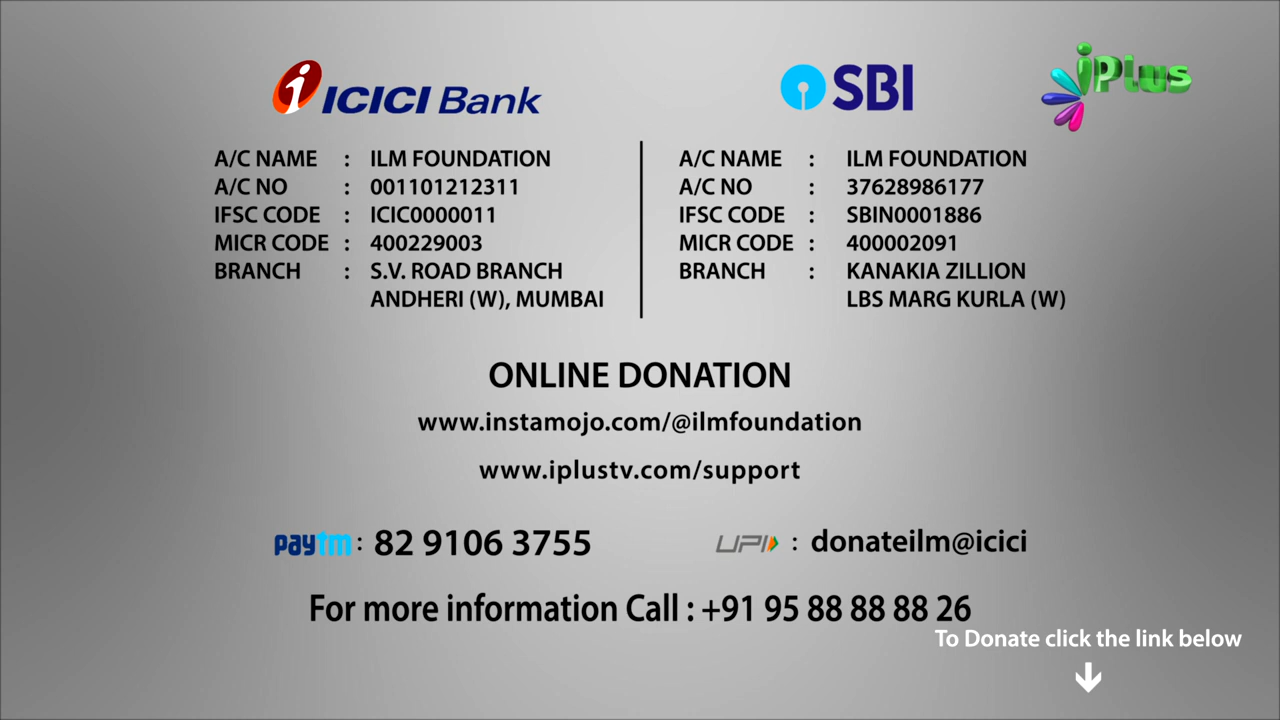 ICICI Bank
A/C NAME : ILM FOUNDATION
A/C NO : 001101212311
IFSC CODE : ICIC0000011
MICR CODE : 400229003
BRANCH : S.V. ROAD BRANCH
ANDHERI (W), MUMBAI
SBI
A/C NAME : ILM FOUNDATION
A/C NO : 37628986177
IFSC CODE : SBIN0001886
MICR CODE : 400002091
BRANCH : KANAKIA ZILLION
LBS MARG KURLA (W)
iPlus
ONLINE DONATION
www.instamojo.com/@ilmfoundation
www.iplustv.com/support
paytm : 82 9106 3755
UPI : donateilm@icici
For more information Call : +91 95 88 88 88 26
To Donate click the link below